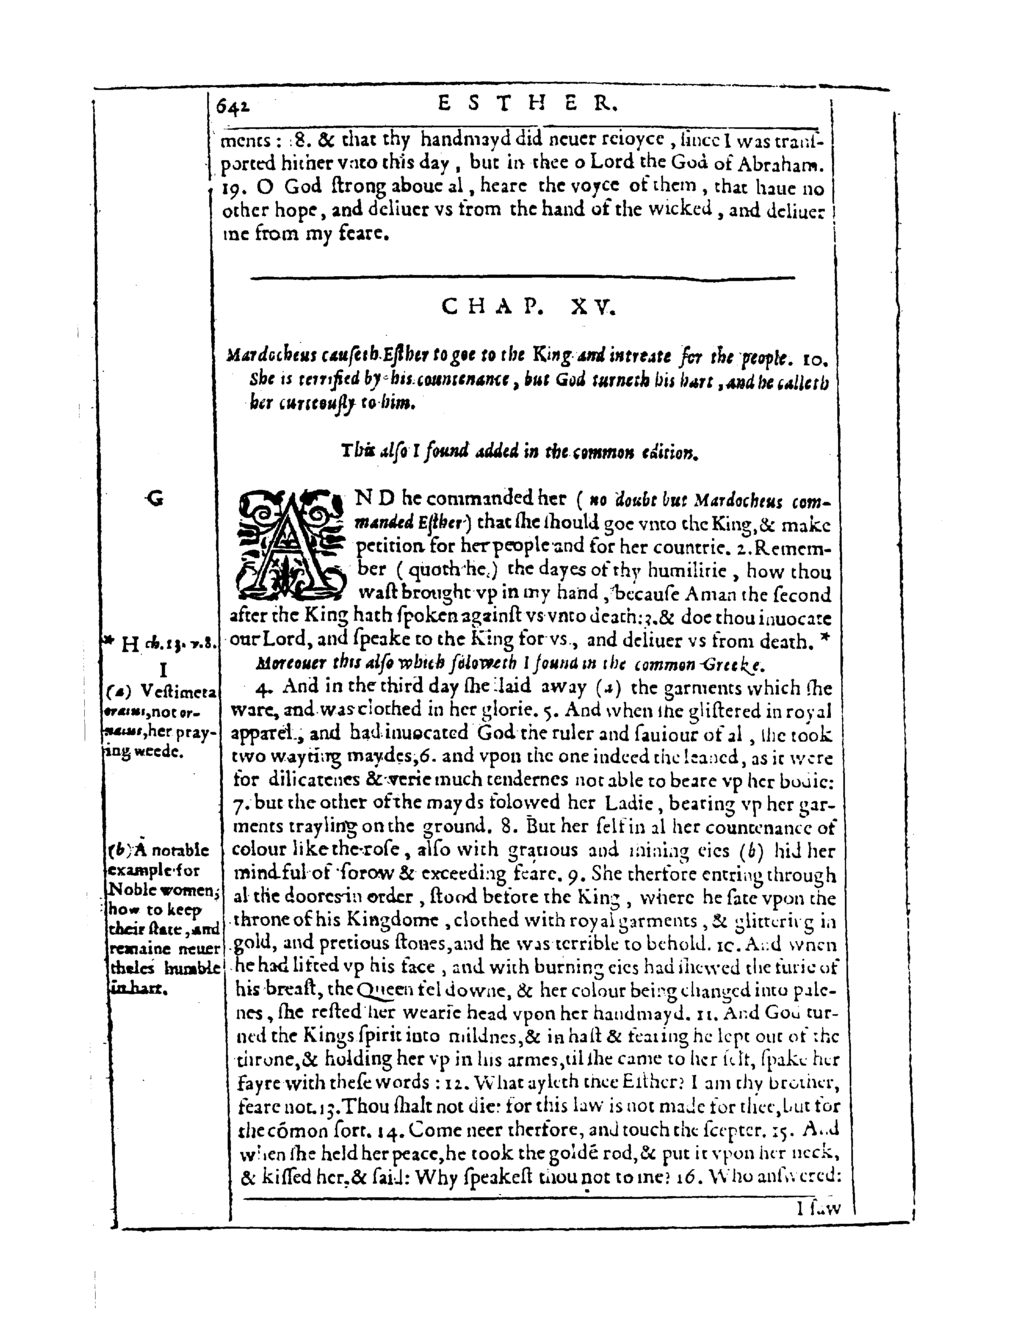 642
ESTHER.
ments: 18. & that thy handmayd did neuer reioyce, ſince I was tranſ-
ported hither vnto this day, but in thee o Lord the God of Abraham.
19. O God ſtrong aboue al, heare the voyce of them, that haue no
other hope, and deliuer vs from the hand of the wicked, and deliuer
me from my feare.
CHAP. XV.
Mardocheus cauſeth Eſther to goe to the King and intreate for the people. 10.
She is terrified by his countenance, but God turneth his hart, and he calleth
her curteouſly to him.
This alſo I found added in the common edition.
G
AND he commanded her (no doubt but Mardocheus com-
manded Eſther) that ſhe ſhould goe vnto the King, & make
petition for her people and for her countrie. 2. Remem-
ber (quoth he,) the dayes of thy humilitie, how thou
waſt brought vp in my hand, becauſe Aman the ſecond
after the King hath ſpoken againſt vs vnto death: 3. & doe thou inuocate
our Lord, and ſpeake to the King for vs, and deliuer vs from death. *
* H ch. 13. v. 8.
Moreouer this alſo which foloweth I found in the common Greeke.
I
4. And in the third day ſhe laid away (a) the garments which ſhe
ware, and was clothed in her glorie. 5. And when ſhe gliſtered in royal
apparel, and had inuocated God the ruler and ſauiour of al, ſhe tooke
two wayting maydes, 6. and vpon the one indeed ſhe leaned, as it were
for dilicatenes & verie much tendernes not able to beare vp her bodie:
7. but the other of the mayds folowed her Ladie, bearing vp her gar-
ments trayling on the ground. 8. But her ſelf in al her countenance of
colour like the roſe, alſo with gratious and ſhining eies (b) hid her
mind ful of ſorow & exceeding feare. 9. She therfore entring through
al the doores in order, ſtood before the King, where he ſate vpon the
throne of his Kingdome, clothed with royal garments, & glittering in
gold, and pretious ſtones, and he was terrible to behold. 10. And when
he had lifted vp his face, and with burning eies had ſhewed the furie of
his breaſt, the Queen fel downe, & her colour being changed into pale-
nes, ſhe reſted her wearie head vpon her handmayd. 11. And God tur-
ned the Kings ſpirit into mildnes, & in haſt & fearing he lept out of the
throne, & holding her vp in his armes, til ſhe came to her ſelf, ſpake her
fayre with theſe words: 12. What ayleth thee Eſther? I am thy brother,
feare not. 13. Thou ſhalt not die: for this law is not made for thee, but for
the cōmon ſort. 14. Come neer therfore, and touch the ſcepter. 15. And
when ſhe held her peace, he took the goldē rod, & put it vpon her neck,
& kiſſed her, & ſaid: Why ſpeakeſt thou not to me? 16. Who anſwered:
I ſaw
(a) Veſtimeta
oratus, not or-
natus, her pray-
ing weede.
(b) A notable
example for
Noble women,
how to keep
their ſtate, and
remaine neuer
theles humble
in hart.